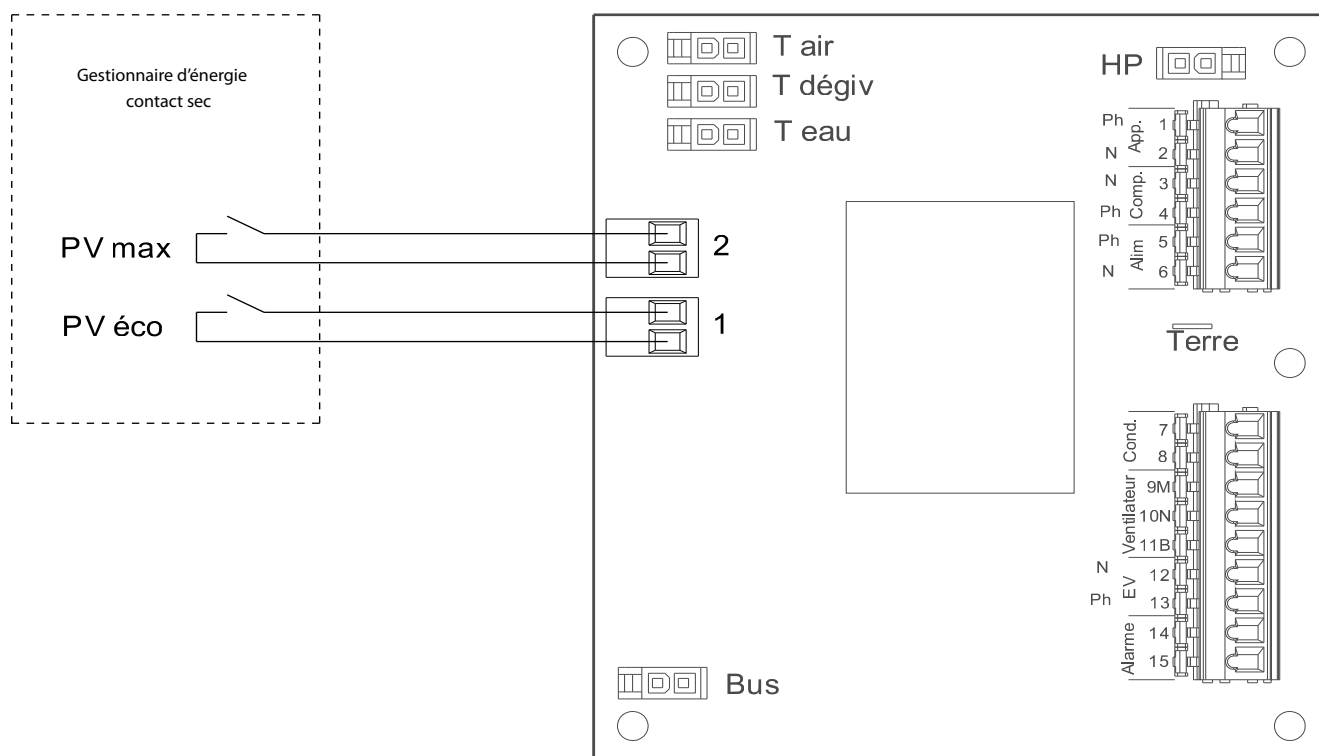 Gestionnaire d'énergie
contact sec
PV max
PV éco
2
1
T air
T dégiv
T eau
HP
Ph 1
N 2
App.
N 3
Ph 4
Comp.
Ph 5
N 6
Alim
Terre
7
8
Cond.
9M
10N
11B
Ventilateur
N 12
Ph 13
EV
14
15
Alarme
Bus